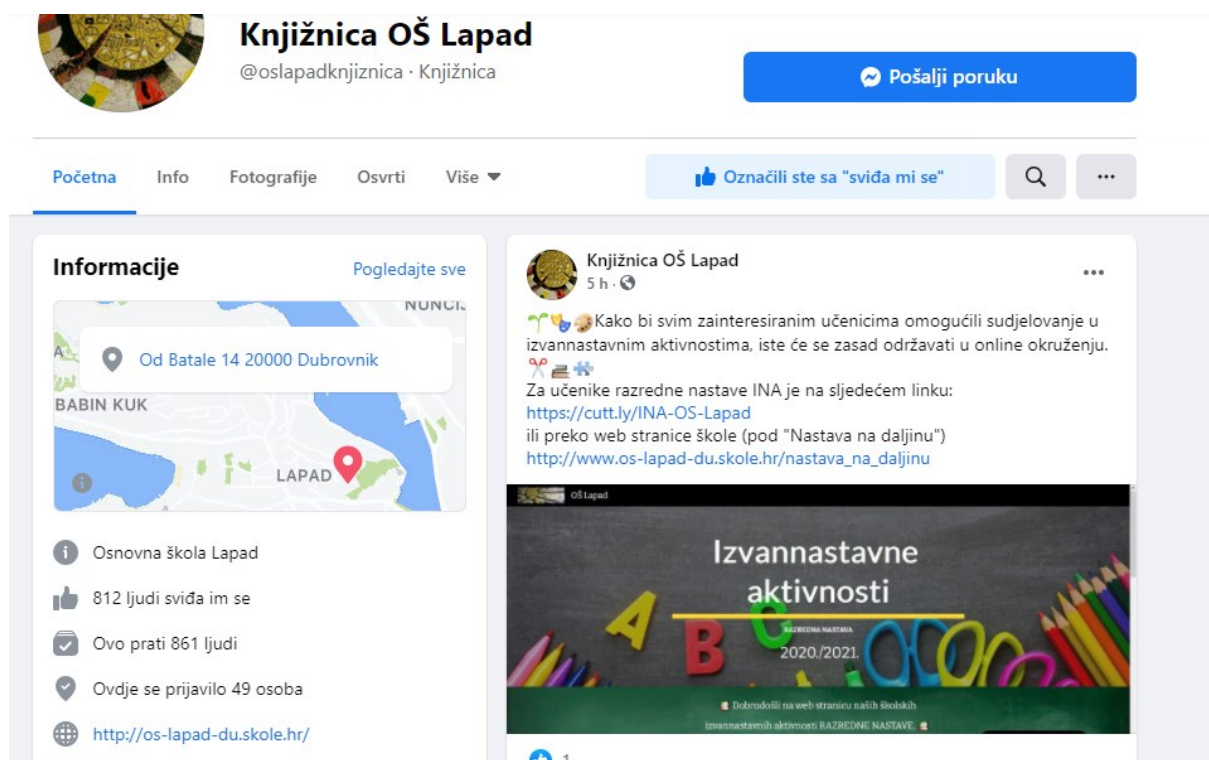 Knjižnica OŠ Lapad
@oslapadknjiznica · Knjižnica
Pošalji poruku
Početna
Info
Fotografije
Osvrti
Više
Označili ste sa "sviđa mi se"
Informacije
Pogledajte sve
NUNCI
Od Batale 14 20000 Dubrovnik
BABIN KUK
LAPAD
Osnovna škola Lapad
812 ljudi sviđa im se
Ovo prati 861 ljudi
Ovdje se prijavilo 49 osoba
http://os-lapad-du.skole.hr/
Knjižnica OŠ Lapad
5 h ·
Kako bi svim zainteresiranim učenicima omogućili sudjelovanje u
izvannastavnim aktivnostima, iste će se zasad održavati u online okruženju.
Za učenike razredne nastave INA je na sljedećem linku:
https://cutt.ly/INA-OS-Lapad
ili preko web stranice škole (pod "Nastava na daljinu")
http://www.os-lapad-du.skole.hr/nastava_na_daljinu
OŠ Lapad
Izvannastavne
aktivnosti
A B C
RAZREDNA NASTAVA
2020./2021.
Dobrodošli na web stranicu naših školskih
izvannastavnih aktivnosti RAZREDNE NASTAVE.
1